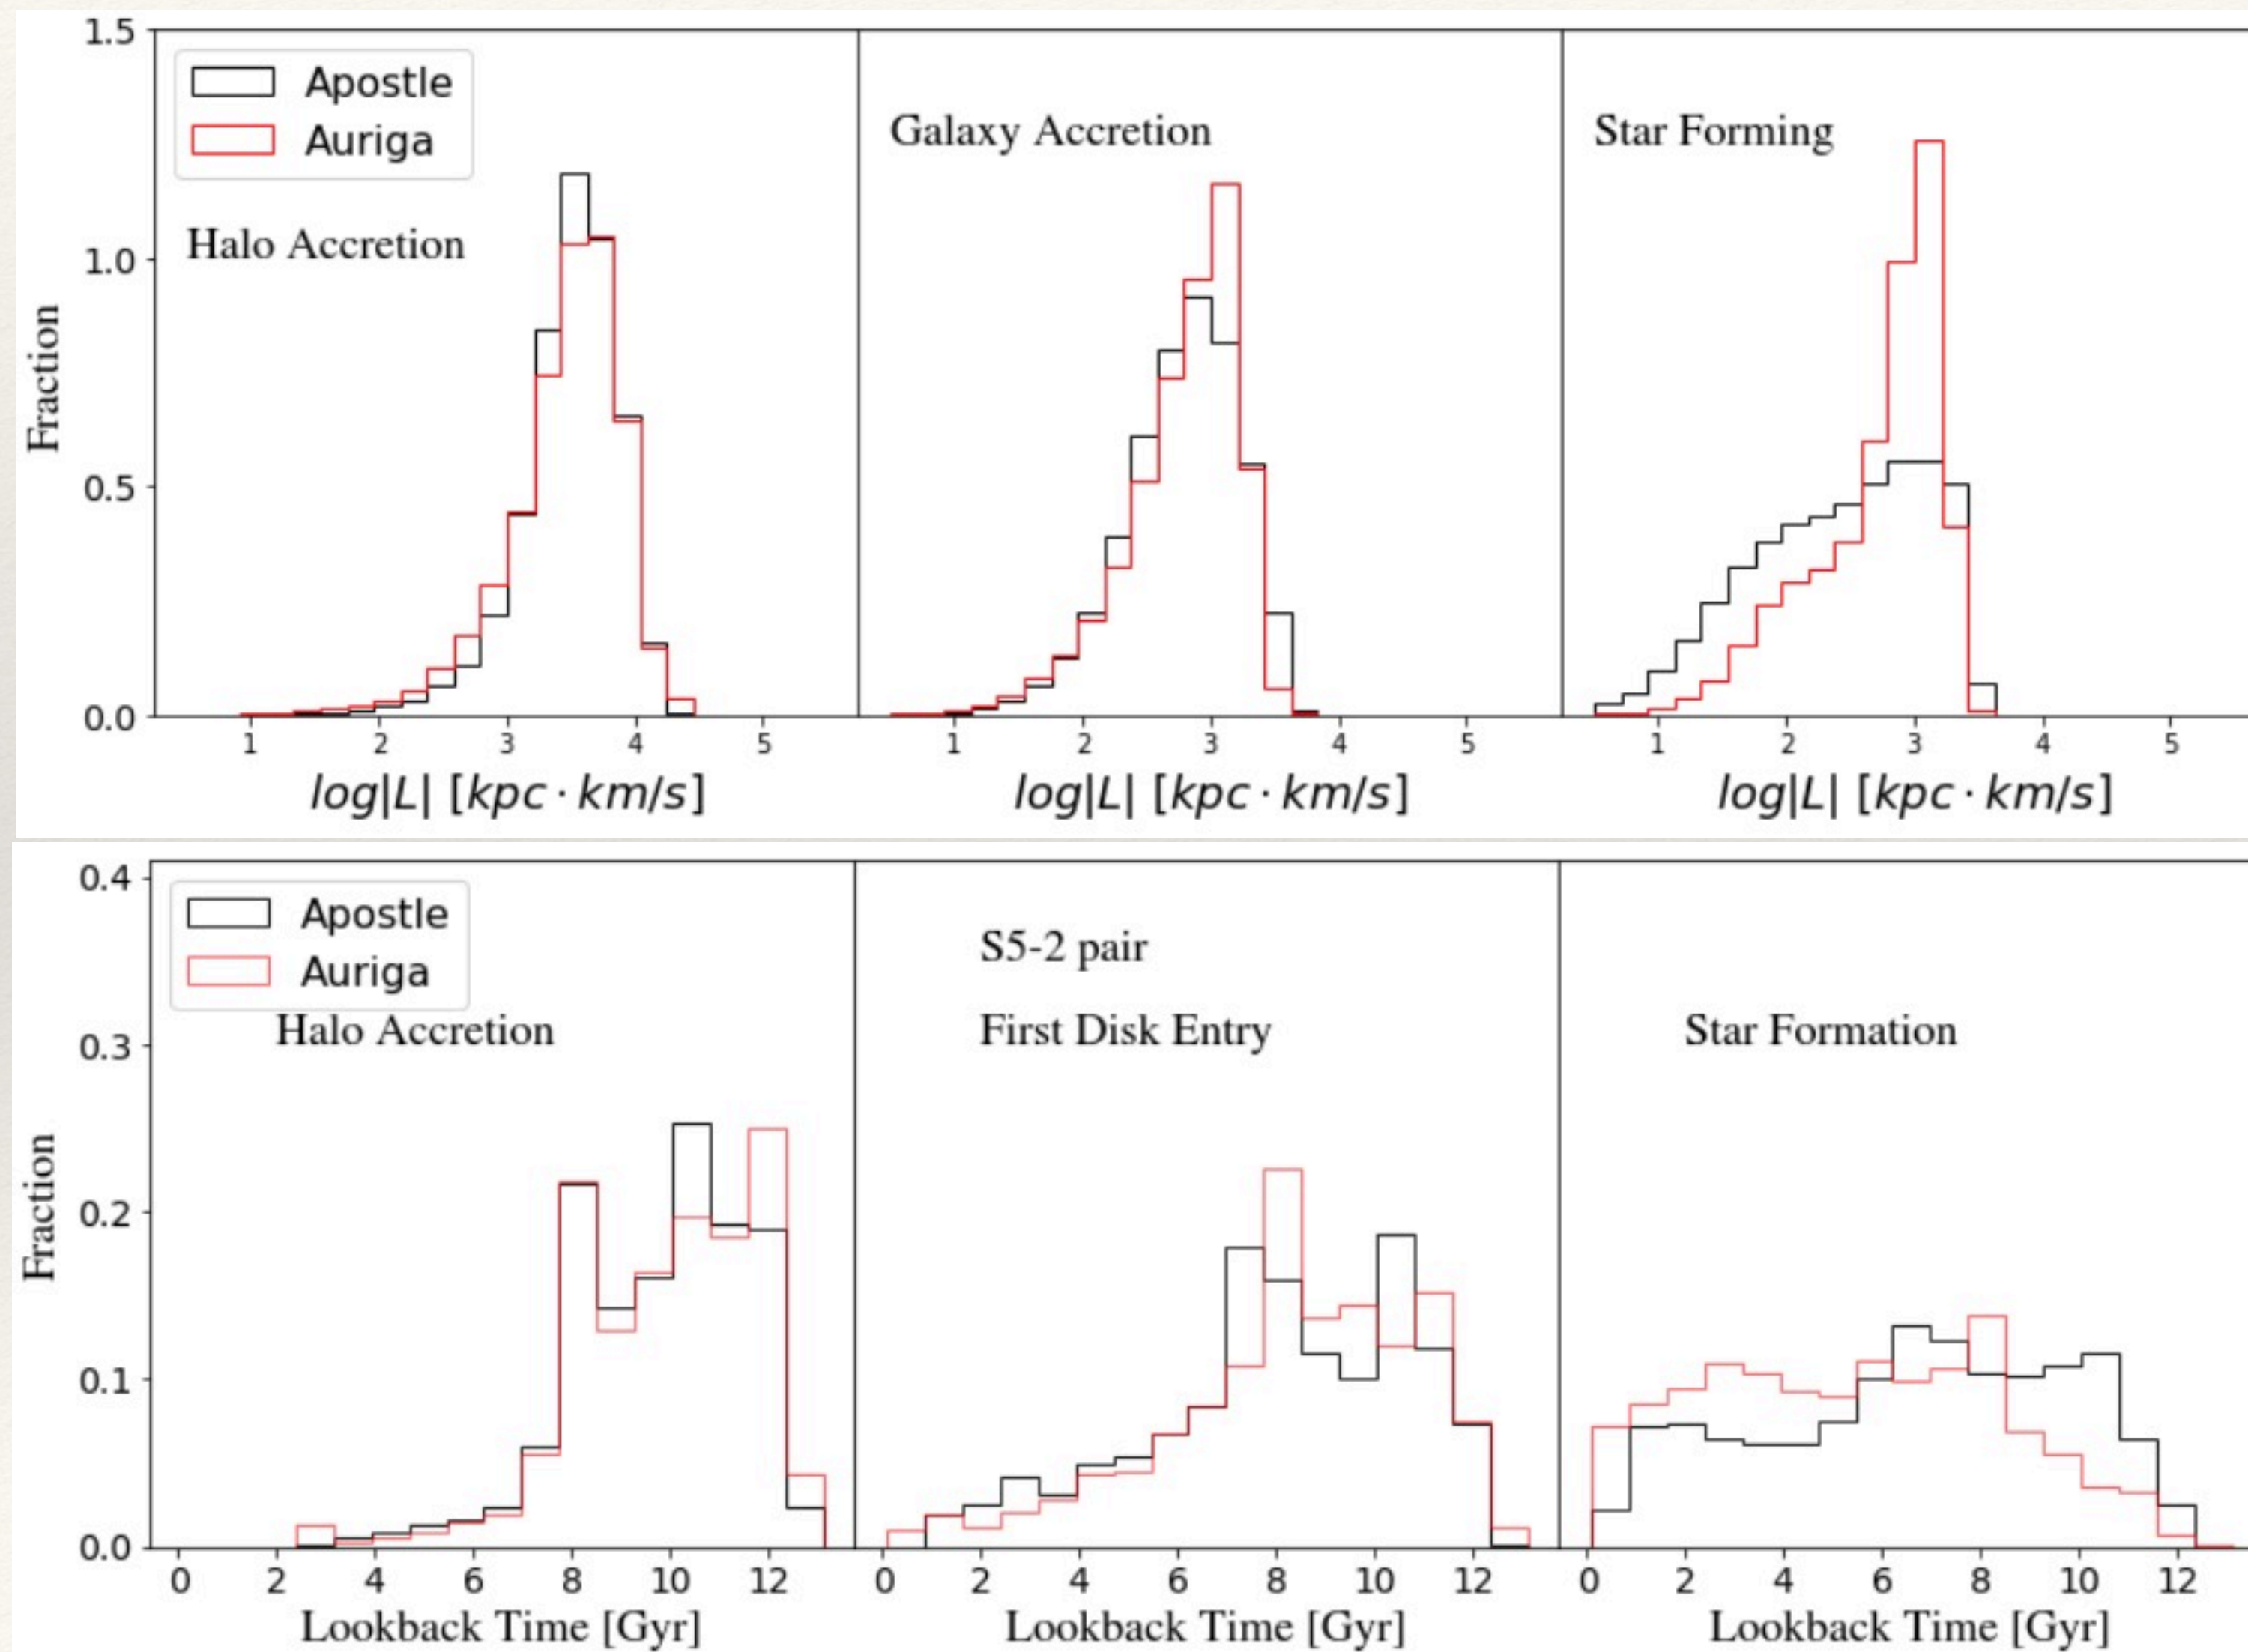 1.5
Apostle
Auriga
Halo Accretion
Galaxy Accretion
Star Forming
1.0
0.5
0.0
Fraction
1 2 3 4 5
1 2 3 4 5
1 2 3 4 5
log|L| [kpc · km/s]
log|L| [kpc · km/s]
log|L| [kpc · km/s]
0.4
Apostle
Auriga
Halo Accretion
S5-2 pair
First Disk Entry
Star Formation
0.3
0.2
0.1
0.0
Fraction
0 2 4 6 8 10 12
0 2 4 6 8 10 12
0 2 4 6 8 10 12
Lookback Time [Gyr]
Lookback Time [Gyr]
Lookback Time [Gyr]